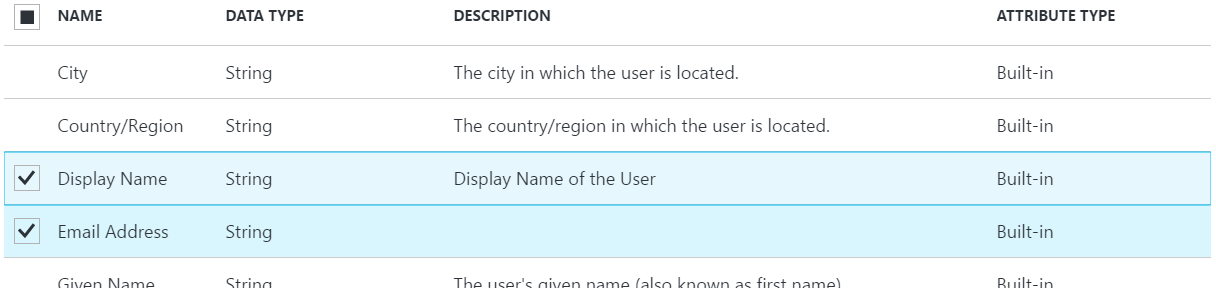 NAME DATA TYPE DESCRIPTION ATTRIBUTE TYPE
City String The city in which the user is located. Built-in
Country/Region String The country/region in which the user is located. Built-in
Display Name String Display Name of the User Built-in
Email Address String Built-in
Given Name String The user's given name (also known as first name) Built-in